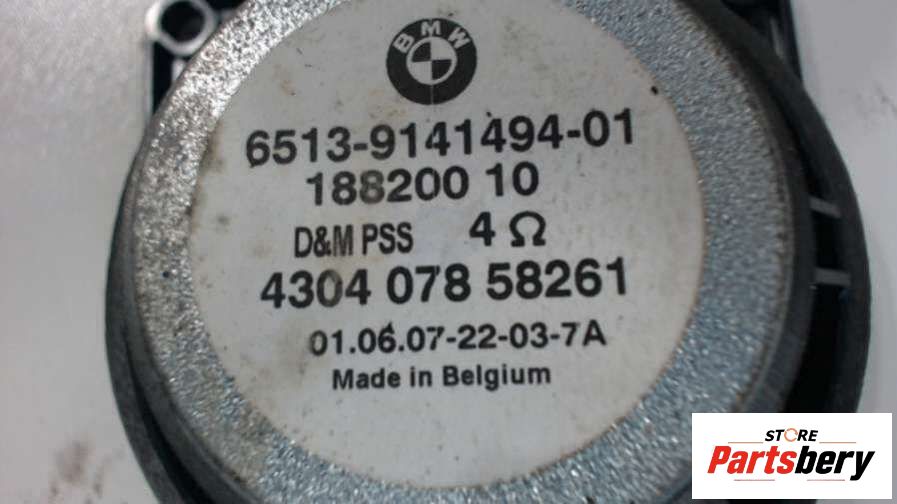 BMW
6513-9141494-01
188200 10
D&M PSS 4 Ω
4304 078 58261
01.06.07-22-03-7A
Made in Belgium
STORE
Partsbery